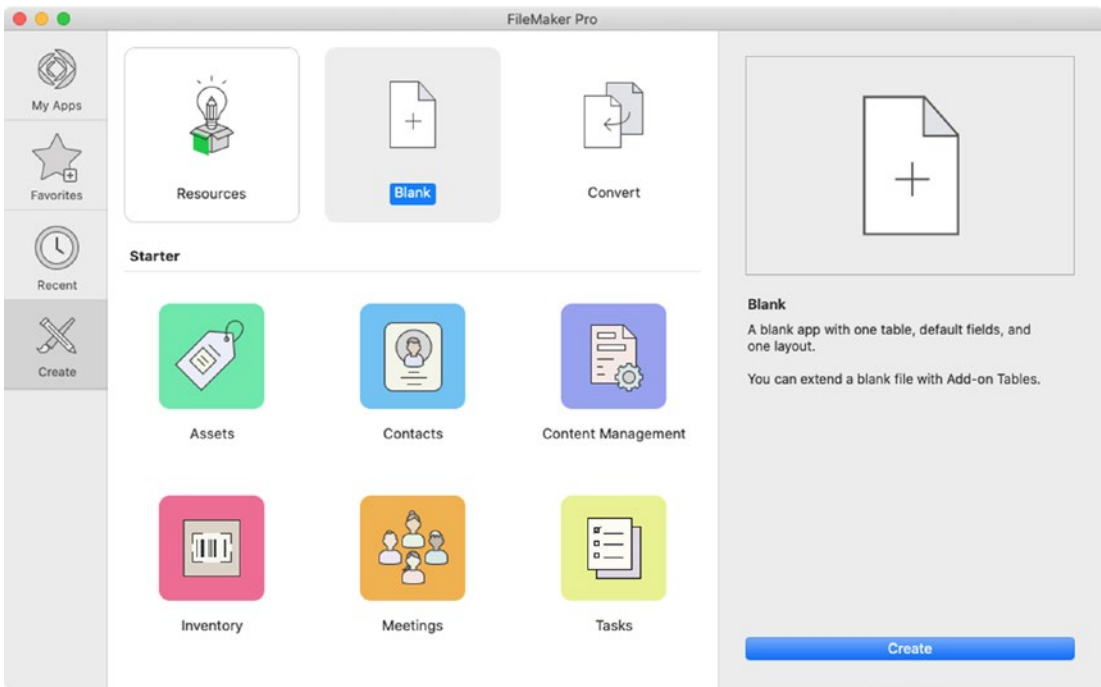 FileMaker Pro
My Apps
Favorites
Recent
Create
Resources
Blank
Convert
Starter
Assets
Contacts
Content Management
Inventory
Meetings
Tasks
Blank
A blank app with one table, default fields, and
one layout.
You can extend a blank file with Add-on Tables.
Create